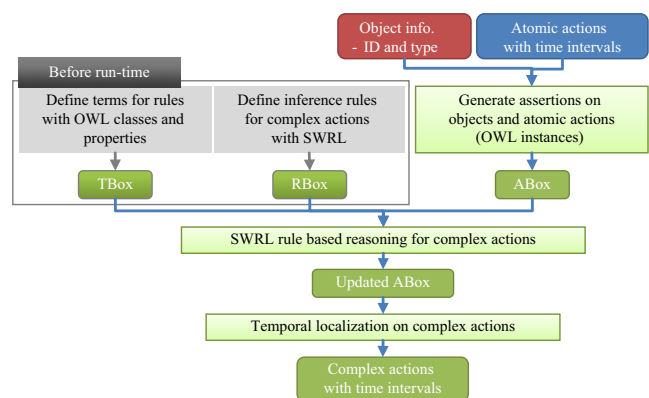 Object info.
- ID and type
Atomic actions
with time intervals
Before run-time
Define terms for rules
with OWL classes and
properties
Define inference rules
for complex actions
with SWRL
Generate assertions on
objects and atomic actions
(OWL instances)
TBox
RBox
ABox
SWRL rule based reasoning for complex actions
Updated ABox
Temporal localization on complex actions
Complex actions
with time intervals